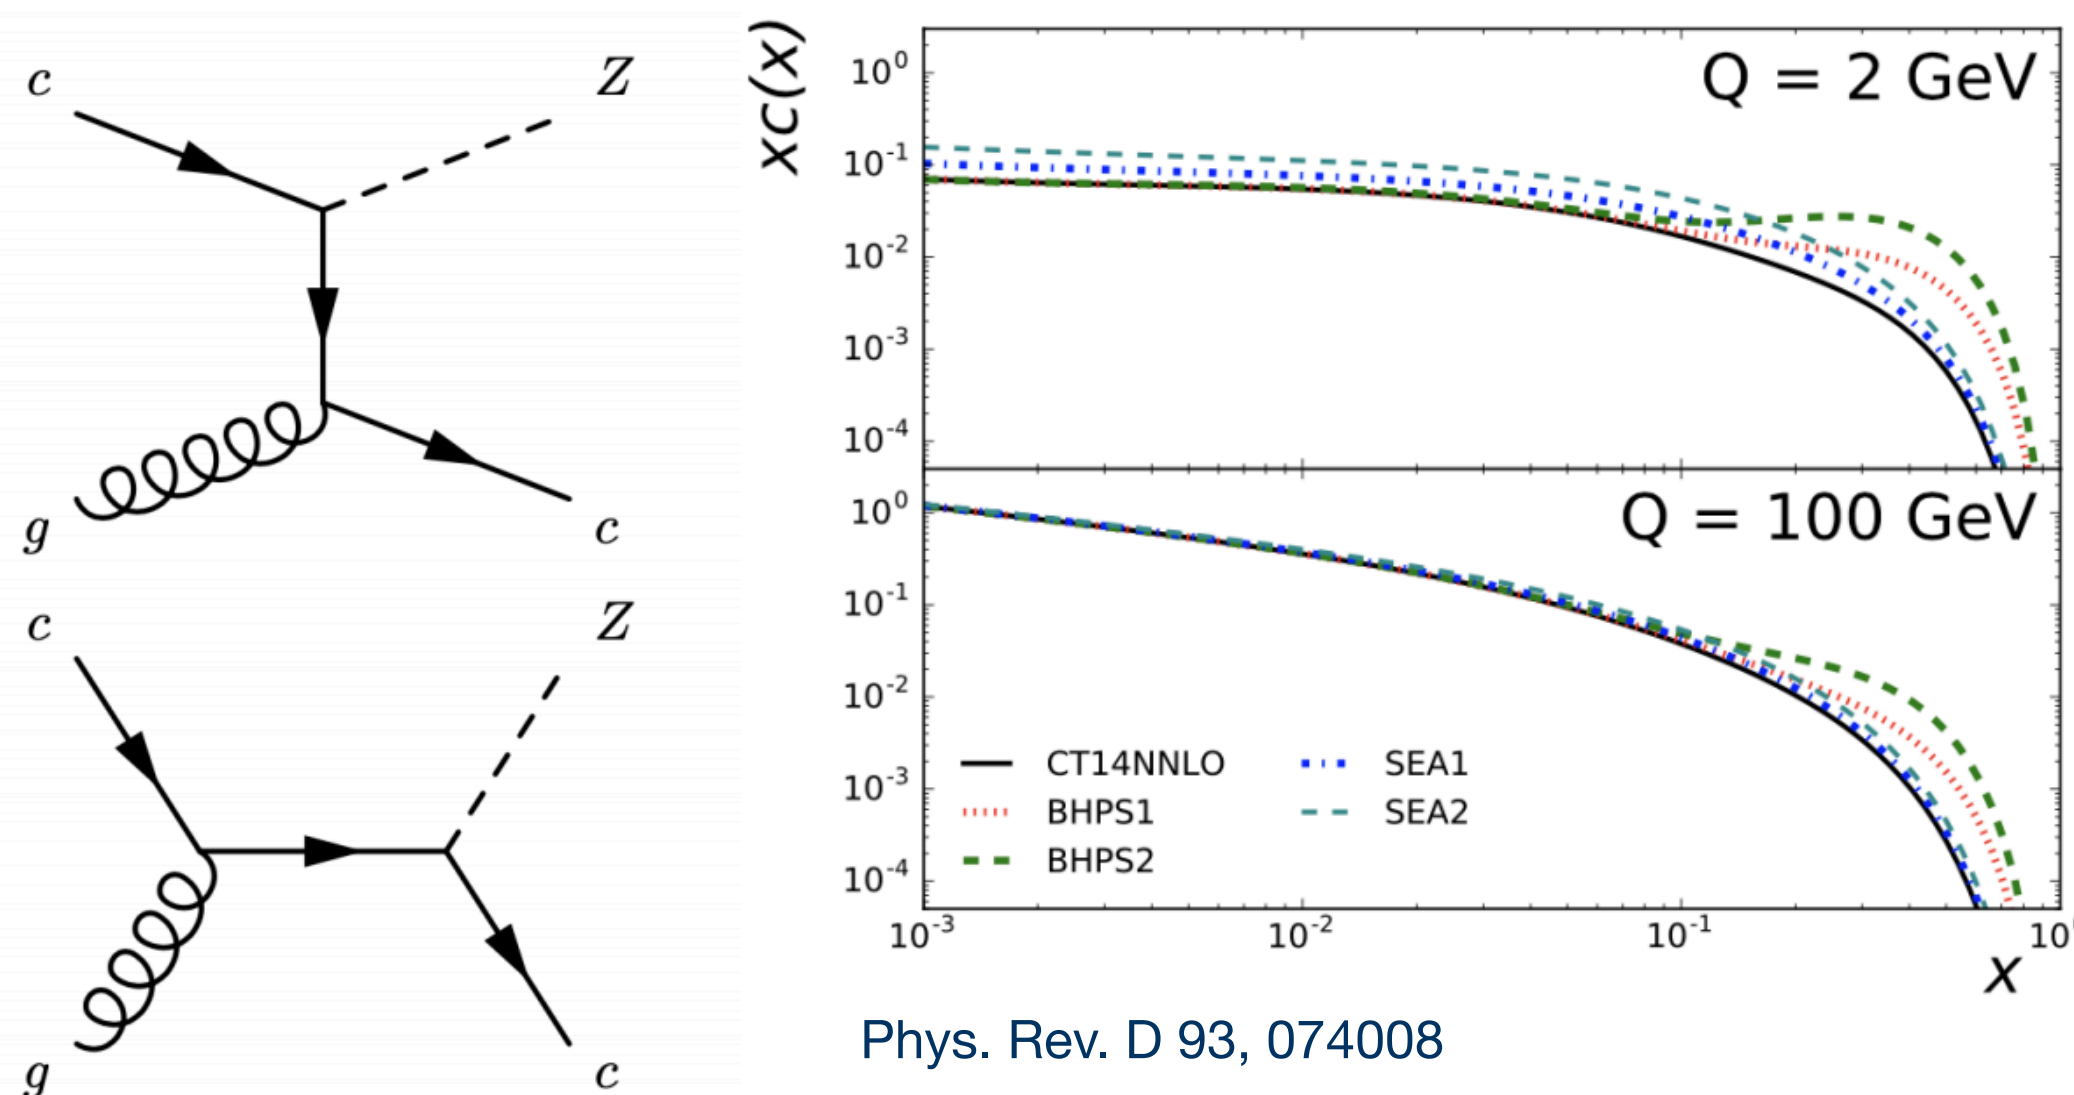 c
Z
g
c
c
Z
g
c
xc(x)
Q = 2 GeV
10^0
10^-1
10^-2
10^-3
10^-4
Q = 100 GeV
10^0
10^-1
10^-2
10^-3
10^-4
CT14NNLO
BHPS1
BHPS2
SEA1
SEA2
10^-3
10^-2
10^-1
x
Phys. Rev. D 93, 074008